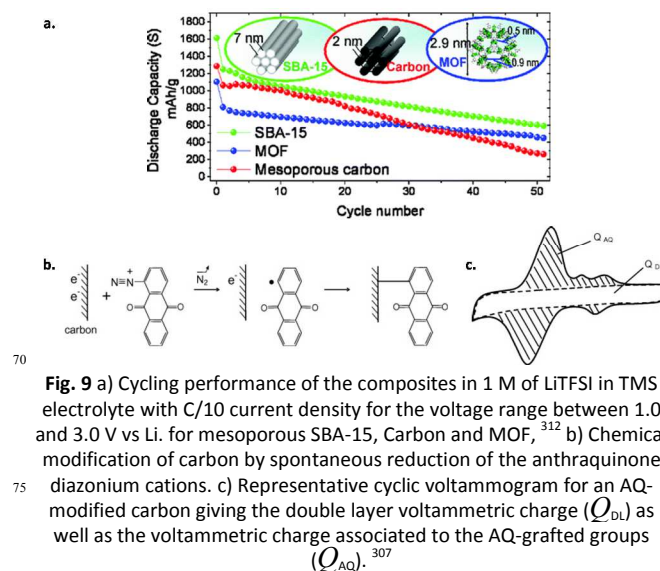 a.
Discharge Capacity (S)
mAh/g
1800
1600
1400
1200
1000
800
600
400
200
0
7 nm
SBA-15
2 nm
Carbon
2.9 nm
MOF
0.5 nm
0.9 nm
SBA-15
MOF
Mesoporous carbon
0 10 20 30 40 50
Cycle number
b.
e-
e-
carbon
+
N≡N
+
O
O
N2
e-
•
O
O
O
O
c.
Q AQ
Q D
70
Fig. 9 a) Cycling performance of the composites in 1 M of LiTFSI in TMS
electrolyte with C/10 current density for the voltage range between 1.0
and 3.0 V vs Li. for mesoporous SBA-15, Carbon and MOF, 312 b) Chemica
modification of carbon by spontaneous reduction of the anthraquinone
75 diazonium cations. c) Representative cyclic voltammogram for an AQ-
modified carbon giving the double layer voltammetric charge (QDL) as
well as the voltammetric charge associated to the AQ-grafted groups
(QAQ). 307